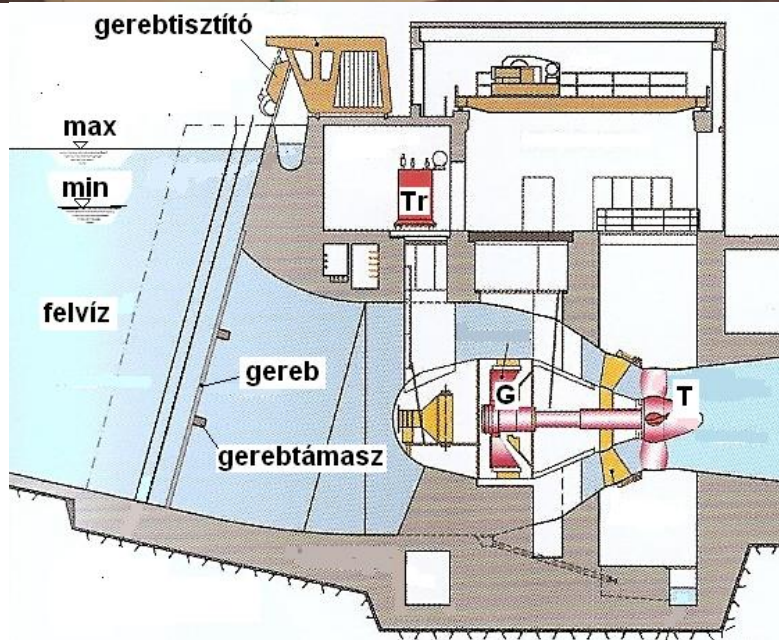 gerebtisztító
max
min
Tr
felvíz
gereb
G
T
gerebtámasz